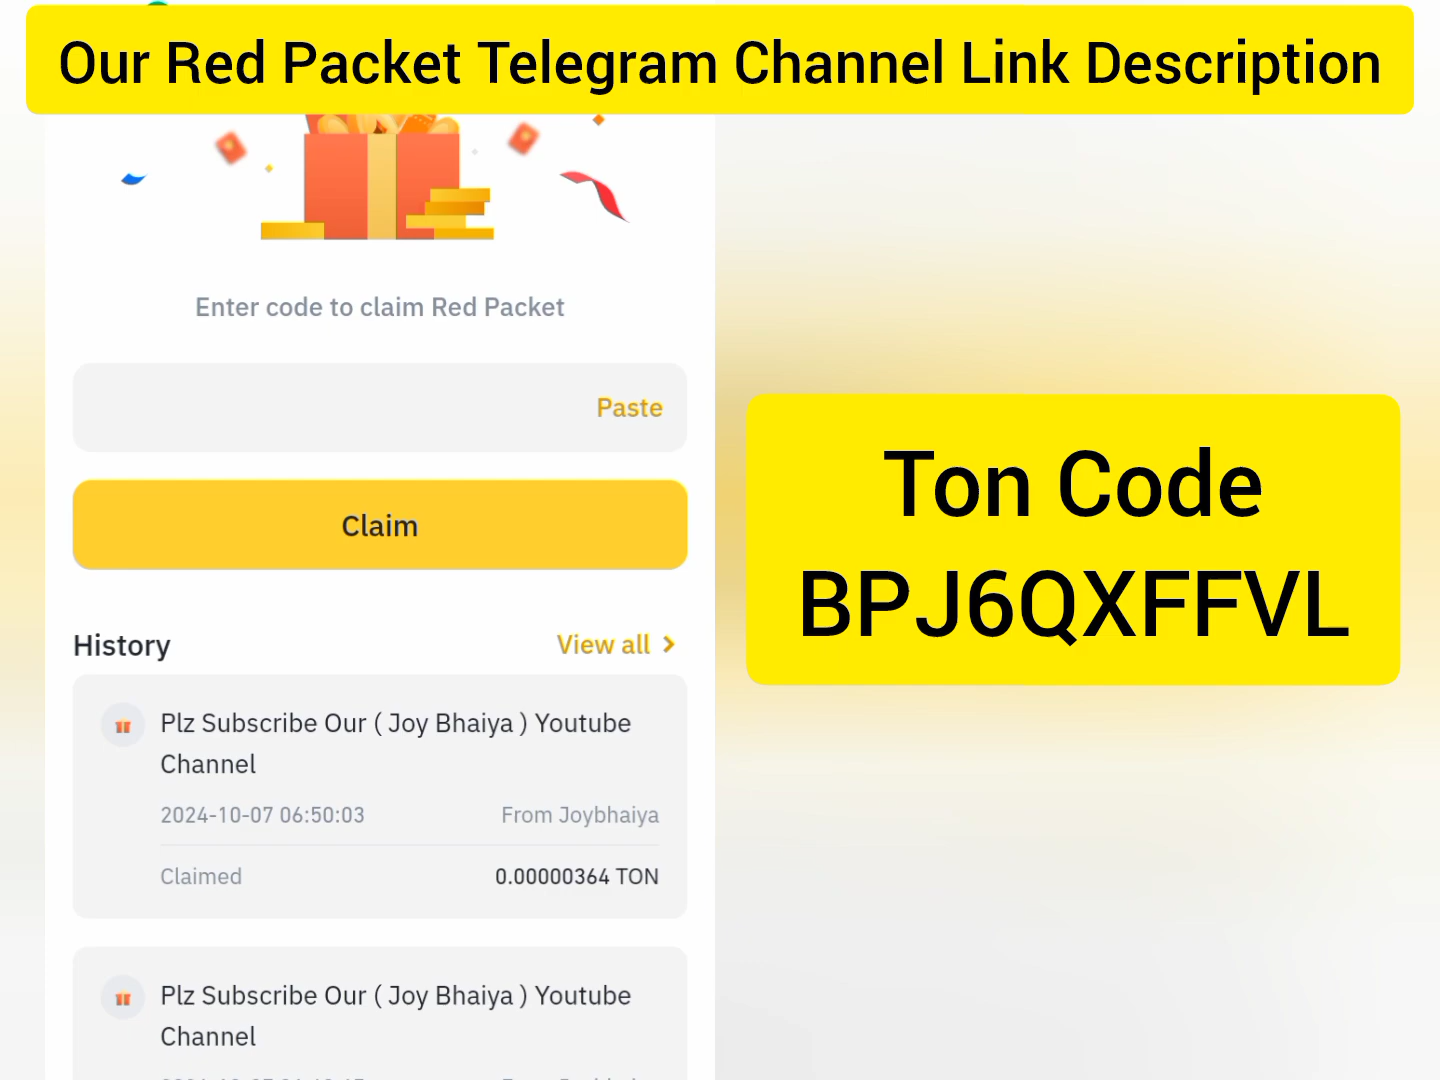 Our Red Packet Telegram Channel Link Description
Enter code to claim Red Packet
Paste
Claim
History
View all
Plz Subscribe Our ( Joy Bhaiya ) Youtube
Channel
2024-10-07 06:50:03
From Joybhaiya
Claimed
0.00000364 TON
Plz Subscribe Our ( Joy Bhaiya ) Youtube
Channel
Ton Code
BPJ6QXFFVL